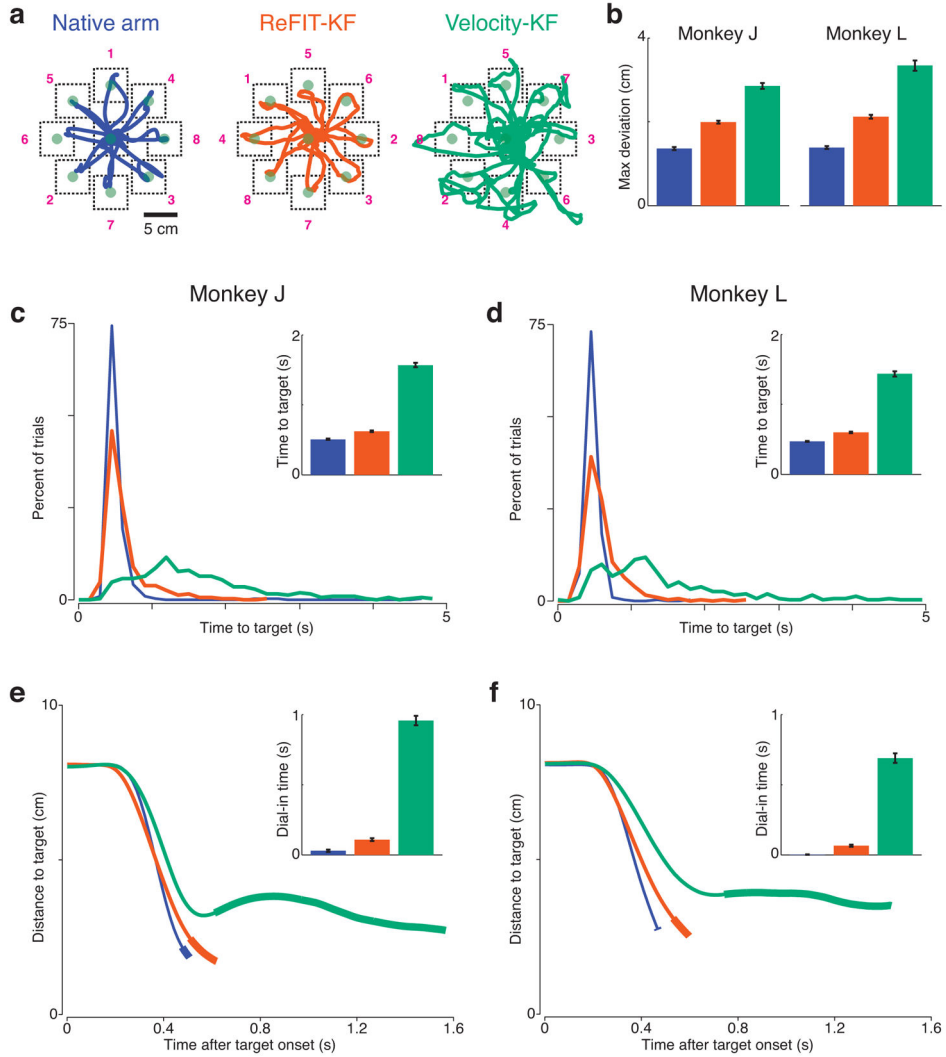 a
Native arm
ReFIT-KF
Velocity-KF
1
5
4
6
8
2
3
7
5 cm
5
1
6
4
2
8
3
7
5
1
7
8
3
2
6
4
b
Monkey J
Monkey L
4
Max deviation (cm)
0
Monkey J
c
75
Percent of trials
0
0
5
Time to target (s)
2
Time to target (s)
0
Monkey L
d
75
Percent of trials
0
0
5
Time to target (s)
2
Time to target (s)
0
e
10
Distance to target (cm)
0
0
0.4
0.8
1.2
1.6
Time after target onset (s)
1
Dial-in time (s)
0
f
10
Distance to target (cm)
0
0
0.4
0.8
1.2
1.6
Time after target onset (s)
1
Dial-in time (s)
0